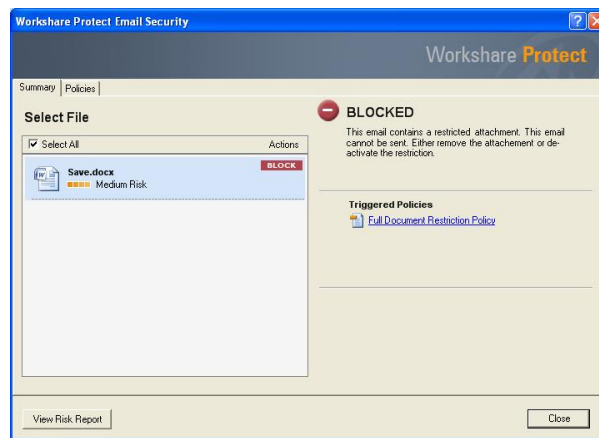 Workshare Protect Email Security
Workshare Protect
Summary
Policies
Select File
Select All
Actions
Save.docx
BLOCK
Medium Risk
BLOCKED
This email contains a restricted attachment. This email
cannot be sent. Either remove the attachement or de-
activate the restriction.
Triggered Policies
Full Document Restriction Policy
View Risk Report
Close